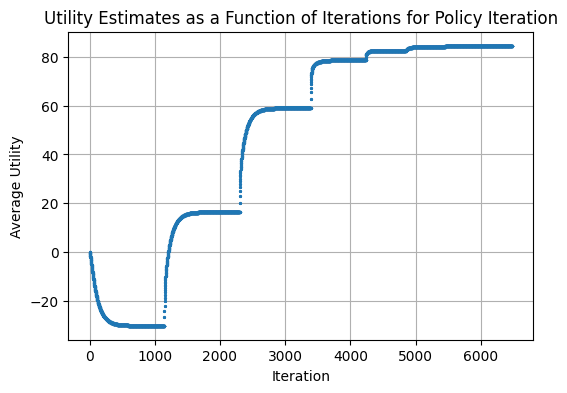 Utility Estimates as a Function of Iterations for Policy Iteration
80
60
40
20
0
−20
Average Utility
0 1000 2000 3000 4000 5000 6000
Iteration